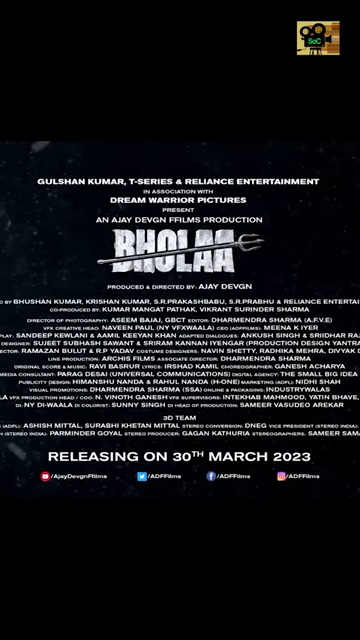 SoC
GULSHAN KUMAR, T-SERIES & RELIANCE ENTERTAINMENT
IN ASSOCIATION WITH
DREAM WARRIOR PICTURES
PRESENT
AN AJAY DEVGN FFILMS PRODUCTION
BHOLAA
PRODUCED & DIRECTED BY: AJAY DEVGN
D BY BHUSHAN KUMAR, KRISHAN KUMAR, S.R.PRAKASHBABU, S.R.PRABHU & RELIANCE ENTERTAI
CO-PRODUCED BY: KUMAR MANGAT PATHAK, VIKRANT SURINDER SHARMA
DIRECTOR OF PHOTOGRAPHY: ASEEM BAJAJ, GBCT EDITOR: DHARMENDRA SHARMA (A.F.V.E)
VFX CREATIVE HEAD: NAVEEN PAUL (NY VFXWAALA) CEO (ADFFILMS): MEENA K IYER
PLAY: SANDEEP KEWLANI & AAMIL KEEYAN KHAN ADAPTED DIALOGUES: ANKUSH SINGH & SRIIDHAR RA
DESIGNER: SUJEET SUBHASH SAWANT & SRIRAM KANNAN IYENGAR (PRODUCTION DESIGN YANTRA
ECTOR: RAMAZAN BULUT & R.P YADAV COSTUME DESIGNERS: NAVIN SHETTY, RADHIKA MEHRA, DIVYAK D
LINE PRODUCTION: ARCHIS FILMS ASSOCIATE DIRECTOR: DHARMENDRA SHARMA
ORIGINAL SCORE & MUSIC: RAVI BASRUR LYRICS: IRSHAD KAMIL CHOREOGRAPHER: GANESH ACHARYA
MEDIA CONSULTANT: PARAG DESAI (UNIVERSAL COMMUNICATIONS) DIGITAL AGENCY: THE SMALL BIG IDEA
PUBLICITY DESIGN: HIMANSHU NANDA & RAHUL NANDA (H-ONE) MARKETING (ADFL): NIDHI SHAH
VISUAL PROMOTIONS: DHARMENDRA SHARMA (SSA) ONLINE & PACKAGING: INDUSTRYWALAS
LA VFX PRODUCTION HEAD / COO: N. VINOTH GANESH VFX SUPERVISORS: INTEKHAB MAHMOOD, YATIN BHAVE,
DI: NY DI-WAALA DI COLORIST: SUNNY SINGH DI HEAD OF PRODUCTION: SAMEER VASUDEO AREKAR
3D TEAM
(ADFL): ASHISH MITTAL, SURABHI KHETAN MITTAL STEREO CONVERSION: DNEG VICE PRESIDENT (STEREO INDIA)
N (STEREO INDIA): PARMINDER GOYAL STEREO PRODUCER: GAGAN KATHURIA STEREOGRAPHERS: SAMEER SAM
RELEASING ON 30TH MARCH 2023
/AjayDevgnFfilms /ADFFilms /ADFFilms /ADFFilms